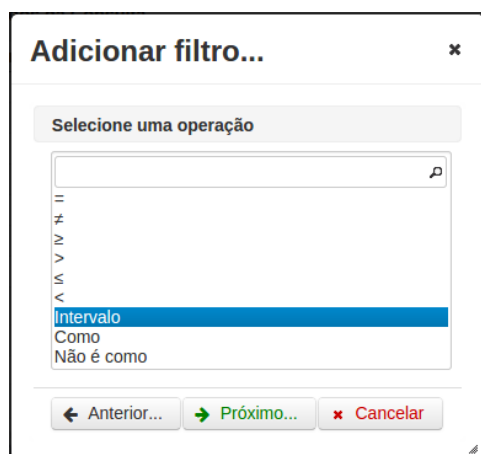 Adicionar filtro...
Selecione uma operação
=
≠
≥
>
≤
<
Intervalo
Como
Não é como
Anterior... Próximo... Cancelar